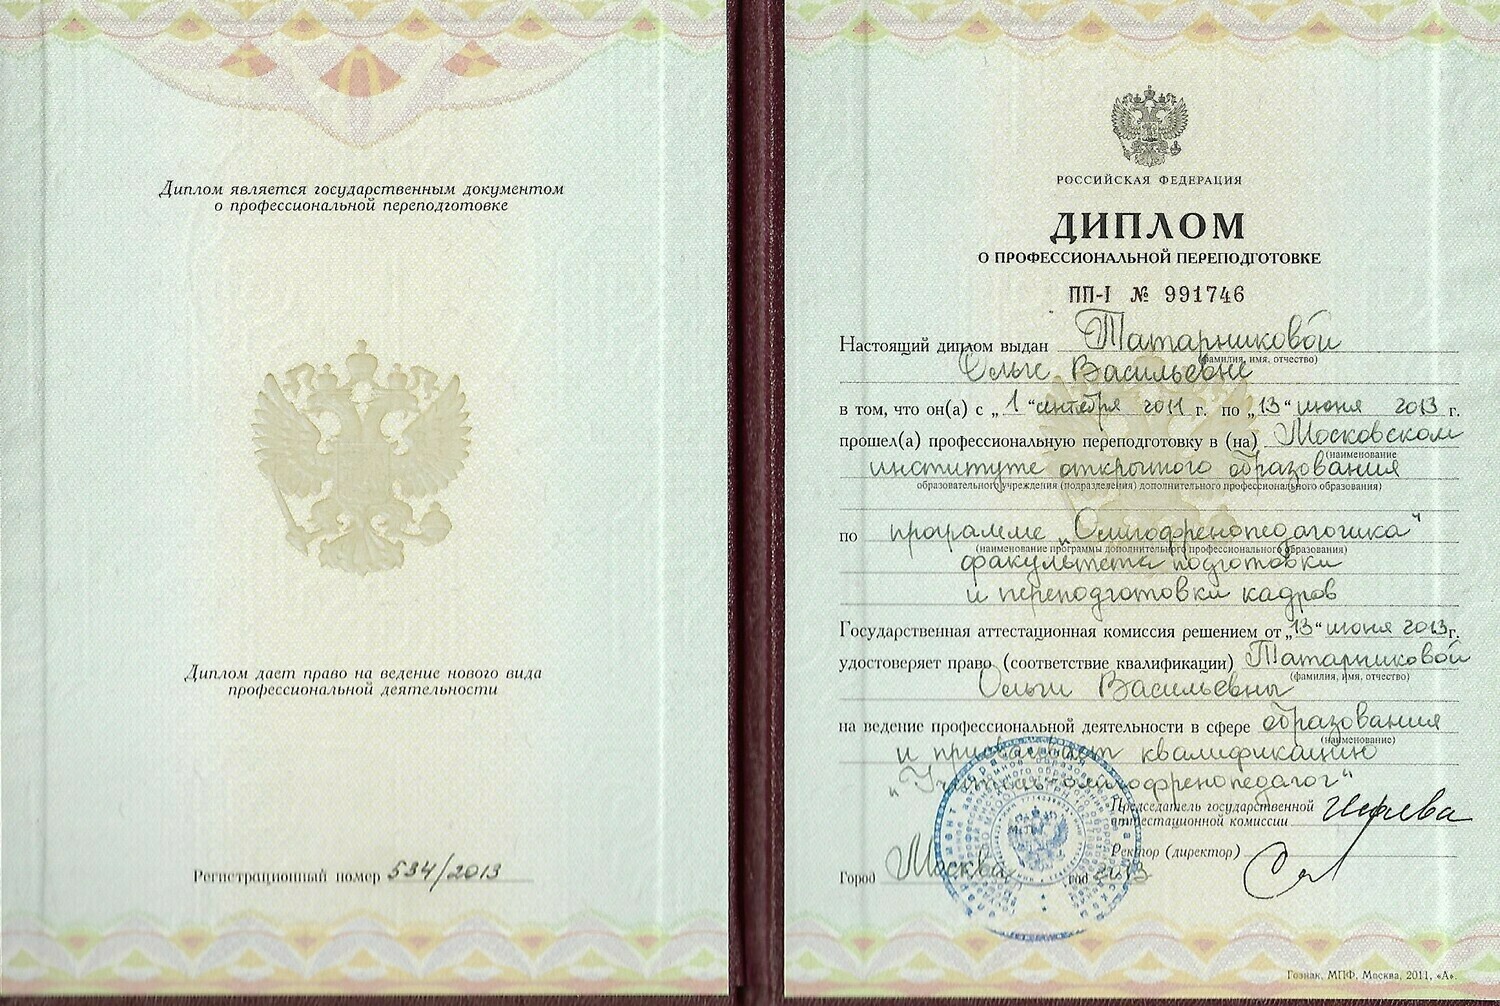 Диплом является государственным документом
о профессиональной переподготовке
Диплом дает право на ведение нового вида
профессиональной деятельности
Регистрационный номер 534/2013
РОССИЙСКАЯ ФЕДЕРАЦИЯ
ДИПЛОМ
О ПРОФЕССИОНАЛЬНОЙ ПЕРЕПОДГОТОВКЕ
ПП-I № 991746
Настоящий диплом выдан Татарниковой
(фамилия, имя, отчество)
Ольге Васильевне
в том, что он(а) с „1“ сентября 2011 г. по „13“ июня 2013 г.
прошел(а) профессиональную переподготовку в (на) Московском
(наименование
институте открытого образования
образовательного учреждения (подразделения) дополнительного профессионального образования)
по программе „Олигофренопедагогика“
(наименование программы дополнительного профессионального образования)
факультета подготовки
и переподготовки кадров
Государственная аттестационная комиссия решением от „13“ июня 2013г.
удостоверяет право (соответствие квалификации) Татарниковой
(фамилия, имя, отчество)
Ольги Васильевны
на ведение профессиональной деятельности в сфере образования
(наименование)
и присваивает квалификацию
„Учитель-олигофренопедагог“
Председатель государственной
аттестационной комиссии
Ректор (директор)
Город Москва год 2013
Гознак, МПФ, Москва, 2011, «А».